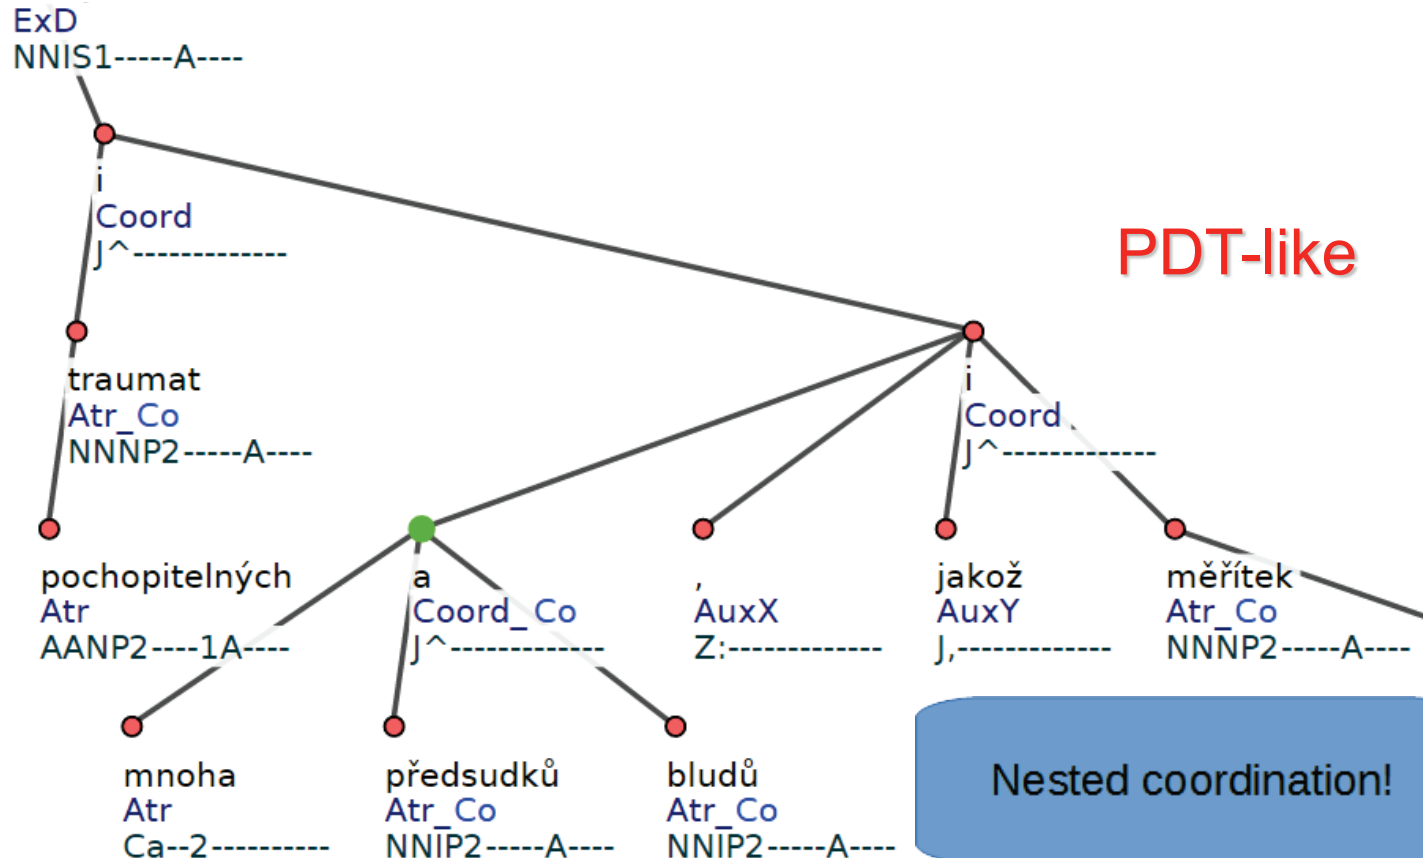 ExD
NNIS1-----A----
i
Coord
J^-------------
PDT-like
traumat
Atr_Co
NNNP2-----A----
i
Coord
J^-------------
pochopitelných
Atr
AANP2----1A----
a
Coord_Co
J^-------------
,
AuxX
Z:-------------
jakož
AuxY
J,-------------
měřítek
Atr_Co
NNNP2-----A----
mnoha
Atr
Ca--2----------
předsudků
Atr_Co
NNIP2-----A----
bludů
Atr_Co
NNIP2-----A----
Nested coordination!